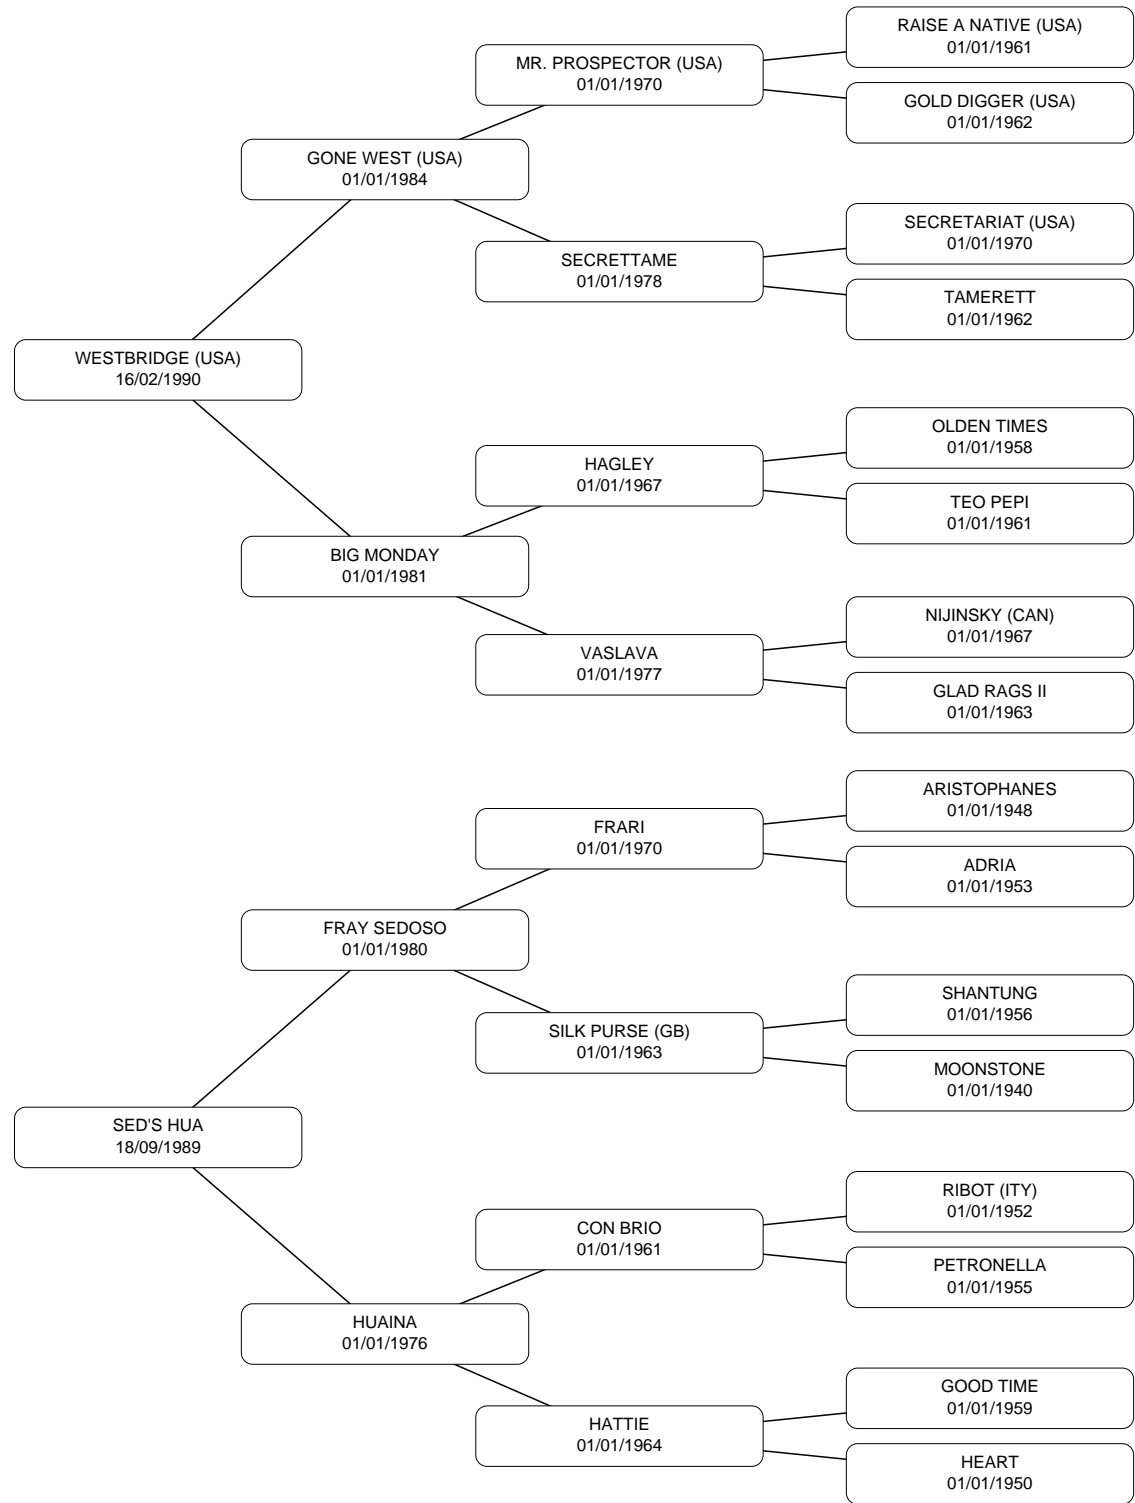 RAISE A NATIVE (USA)
01/01/1961
MR. PROSPECTOR (USA)
01/01/1970
GOLD DIGGER (USA)
01/01/1962
GONE WEST (USA)
01/01/1984
SECRETARIAT (USA)
01/01/1970
SECRETTAME
01/01/1978
TAMERETT
01/01/1962
WESTBRIDGE (USA)
16/02/1990
OLDEN TIMES
01/01/1958
HAGLEY
01/01/1967
TEO PEPI
01/01/1961
BIG MONDAY
01/01/1981
NIJINSKY (CAN)
01/01/1967
VASLAVA
01/01/1977
GLAD RAGS II
01/01/1963
ARISTOPHANES
01/01/1948
FRARI
01/01/1970
ADRIA
01/01/1953
FRAY SEDOSO
01/01/1980
SHANTUNG
01/01/1956
SILK PURSE (GB)
01/01/1963
MOONSTONE
01/01/1940
SED'S HUA
18/09/1989
RIBOT (ITY)
01/01/1952
CON BRIO
01/01/1961
PETRONELLA
01/01/1955
HUAINA
01/01/1976
GOOD TIME
01/01/1959
HATTIE
01/01/1964
HEART
01/01/1950